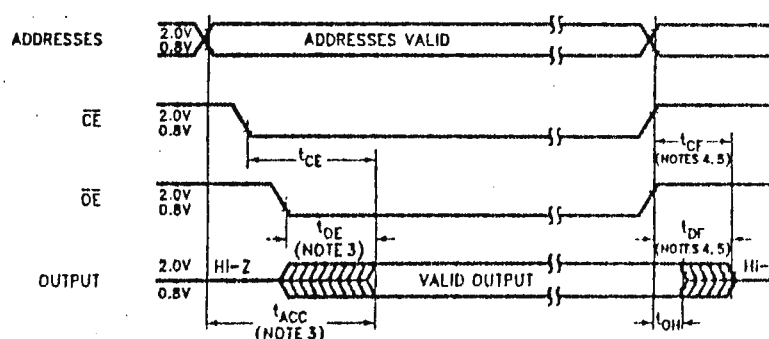 ADDRESSES
2.0V
0.8V
ADDRESSES VALID
CE
2.0V
0.8V
tCE
tCF
(NOTES 4, 5)
OE
2.0V
0.8V
tOE
(NOTE 3)
tDF
(NOTES 4, 5)
OUTPUT
2.0V
0.8V
HI-Z
VALID OUTPUT
Hi-
tACC
(NOTE 3)
tOH